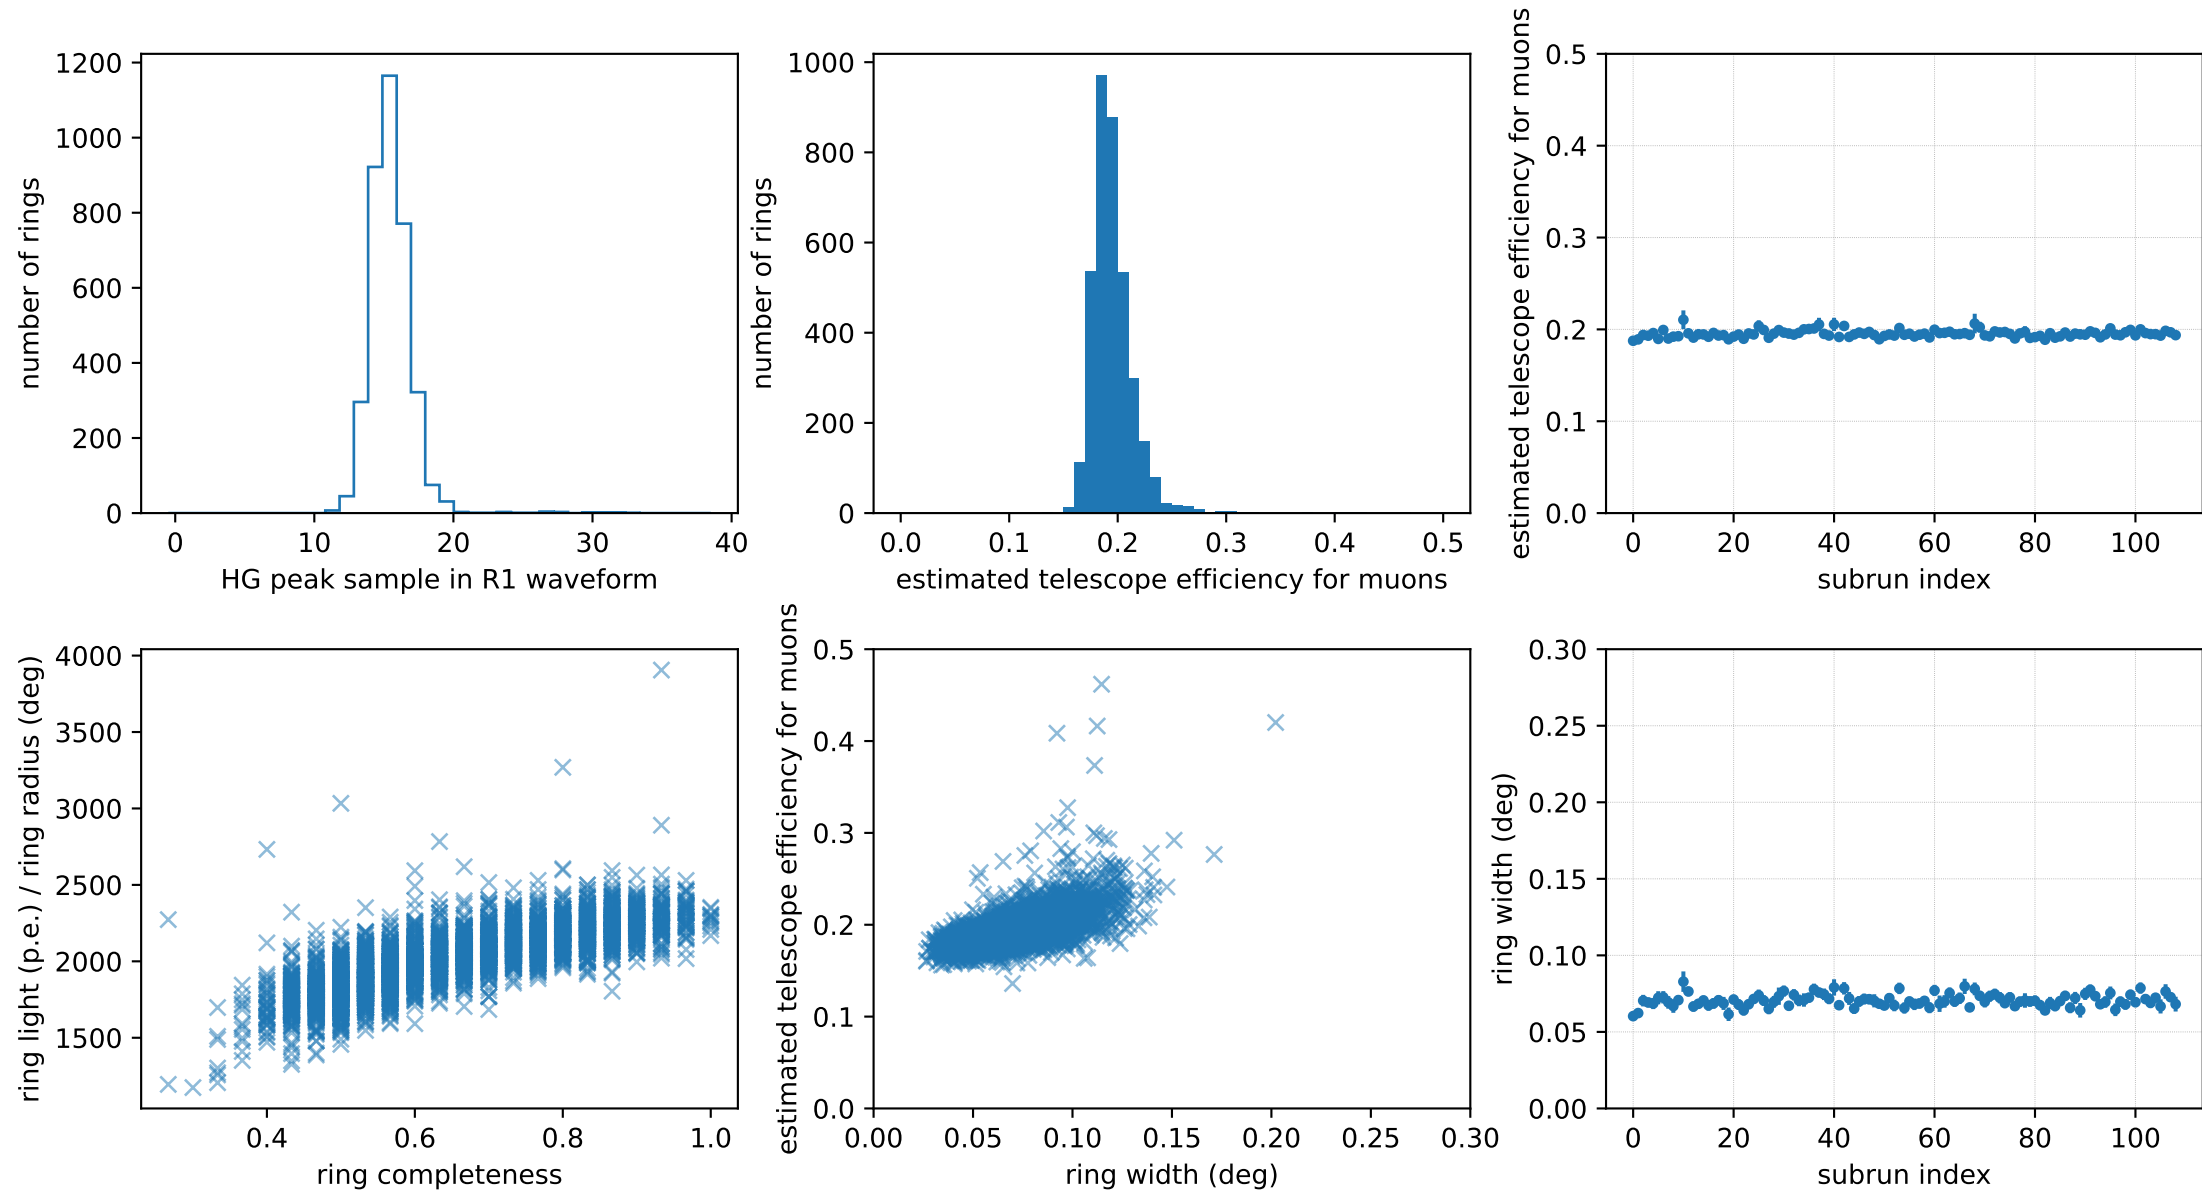 1200
1000
800
600
400
200
0
number of rings
0 10 20 30 40
HG peak sample in R1 waveform
1000
800
600
400
200
0
number of rings
0.0 0.1 0.2 0.3 0.4 0.5
estimated telescope efficiency for muons
0.5
0.4
0.3
0.2
0.1
0.0
estimated telescope efficiency for muons
0 20 40 60 80 100
subrun index
4000
3500
3000
2500
2000
1500
ring light (p.e.) / ring radius (deg)
0.4 0.6 0.8 1.0
ring completeness
0.5
0.4
0.3
0.2
0.1
0.0
estimated telescope efficiency for muons
0.00 0.05 0.10 0.15 0.20 0.25 0.30
ring width (deg)
0.30
0.25
0.20
0.15
0.10
0.05
0.00
ring width (deg)
0 20 40 60 80 100
subrun index